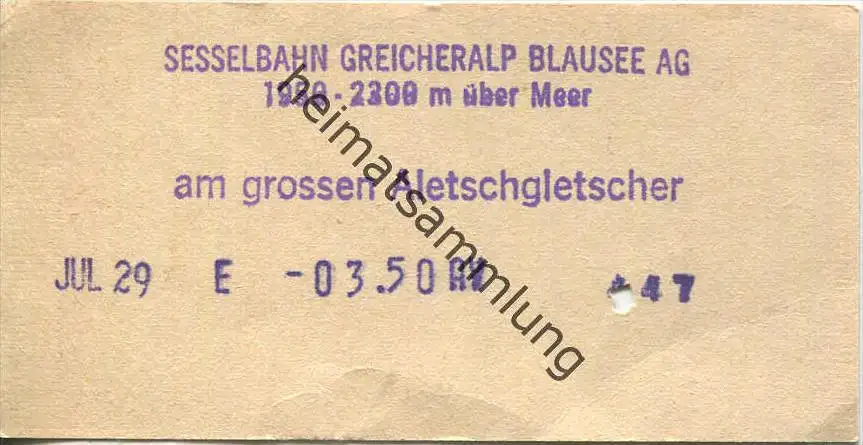 SESSELBAHN GREICHERALP BLAUSEE AG
m über Meer
am grossen Aletschgletscher
JUL 29 E -03.50
47
heimatsammlung